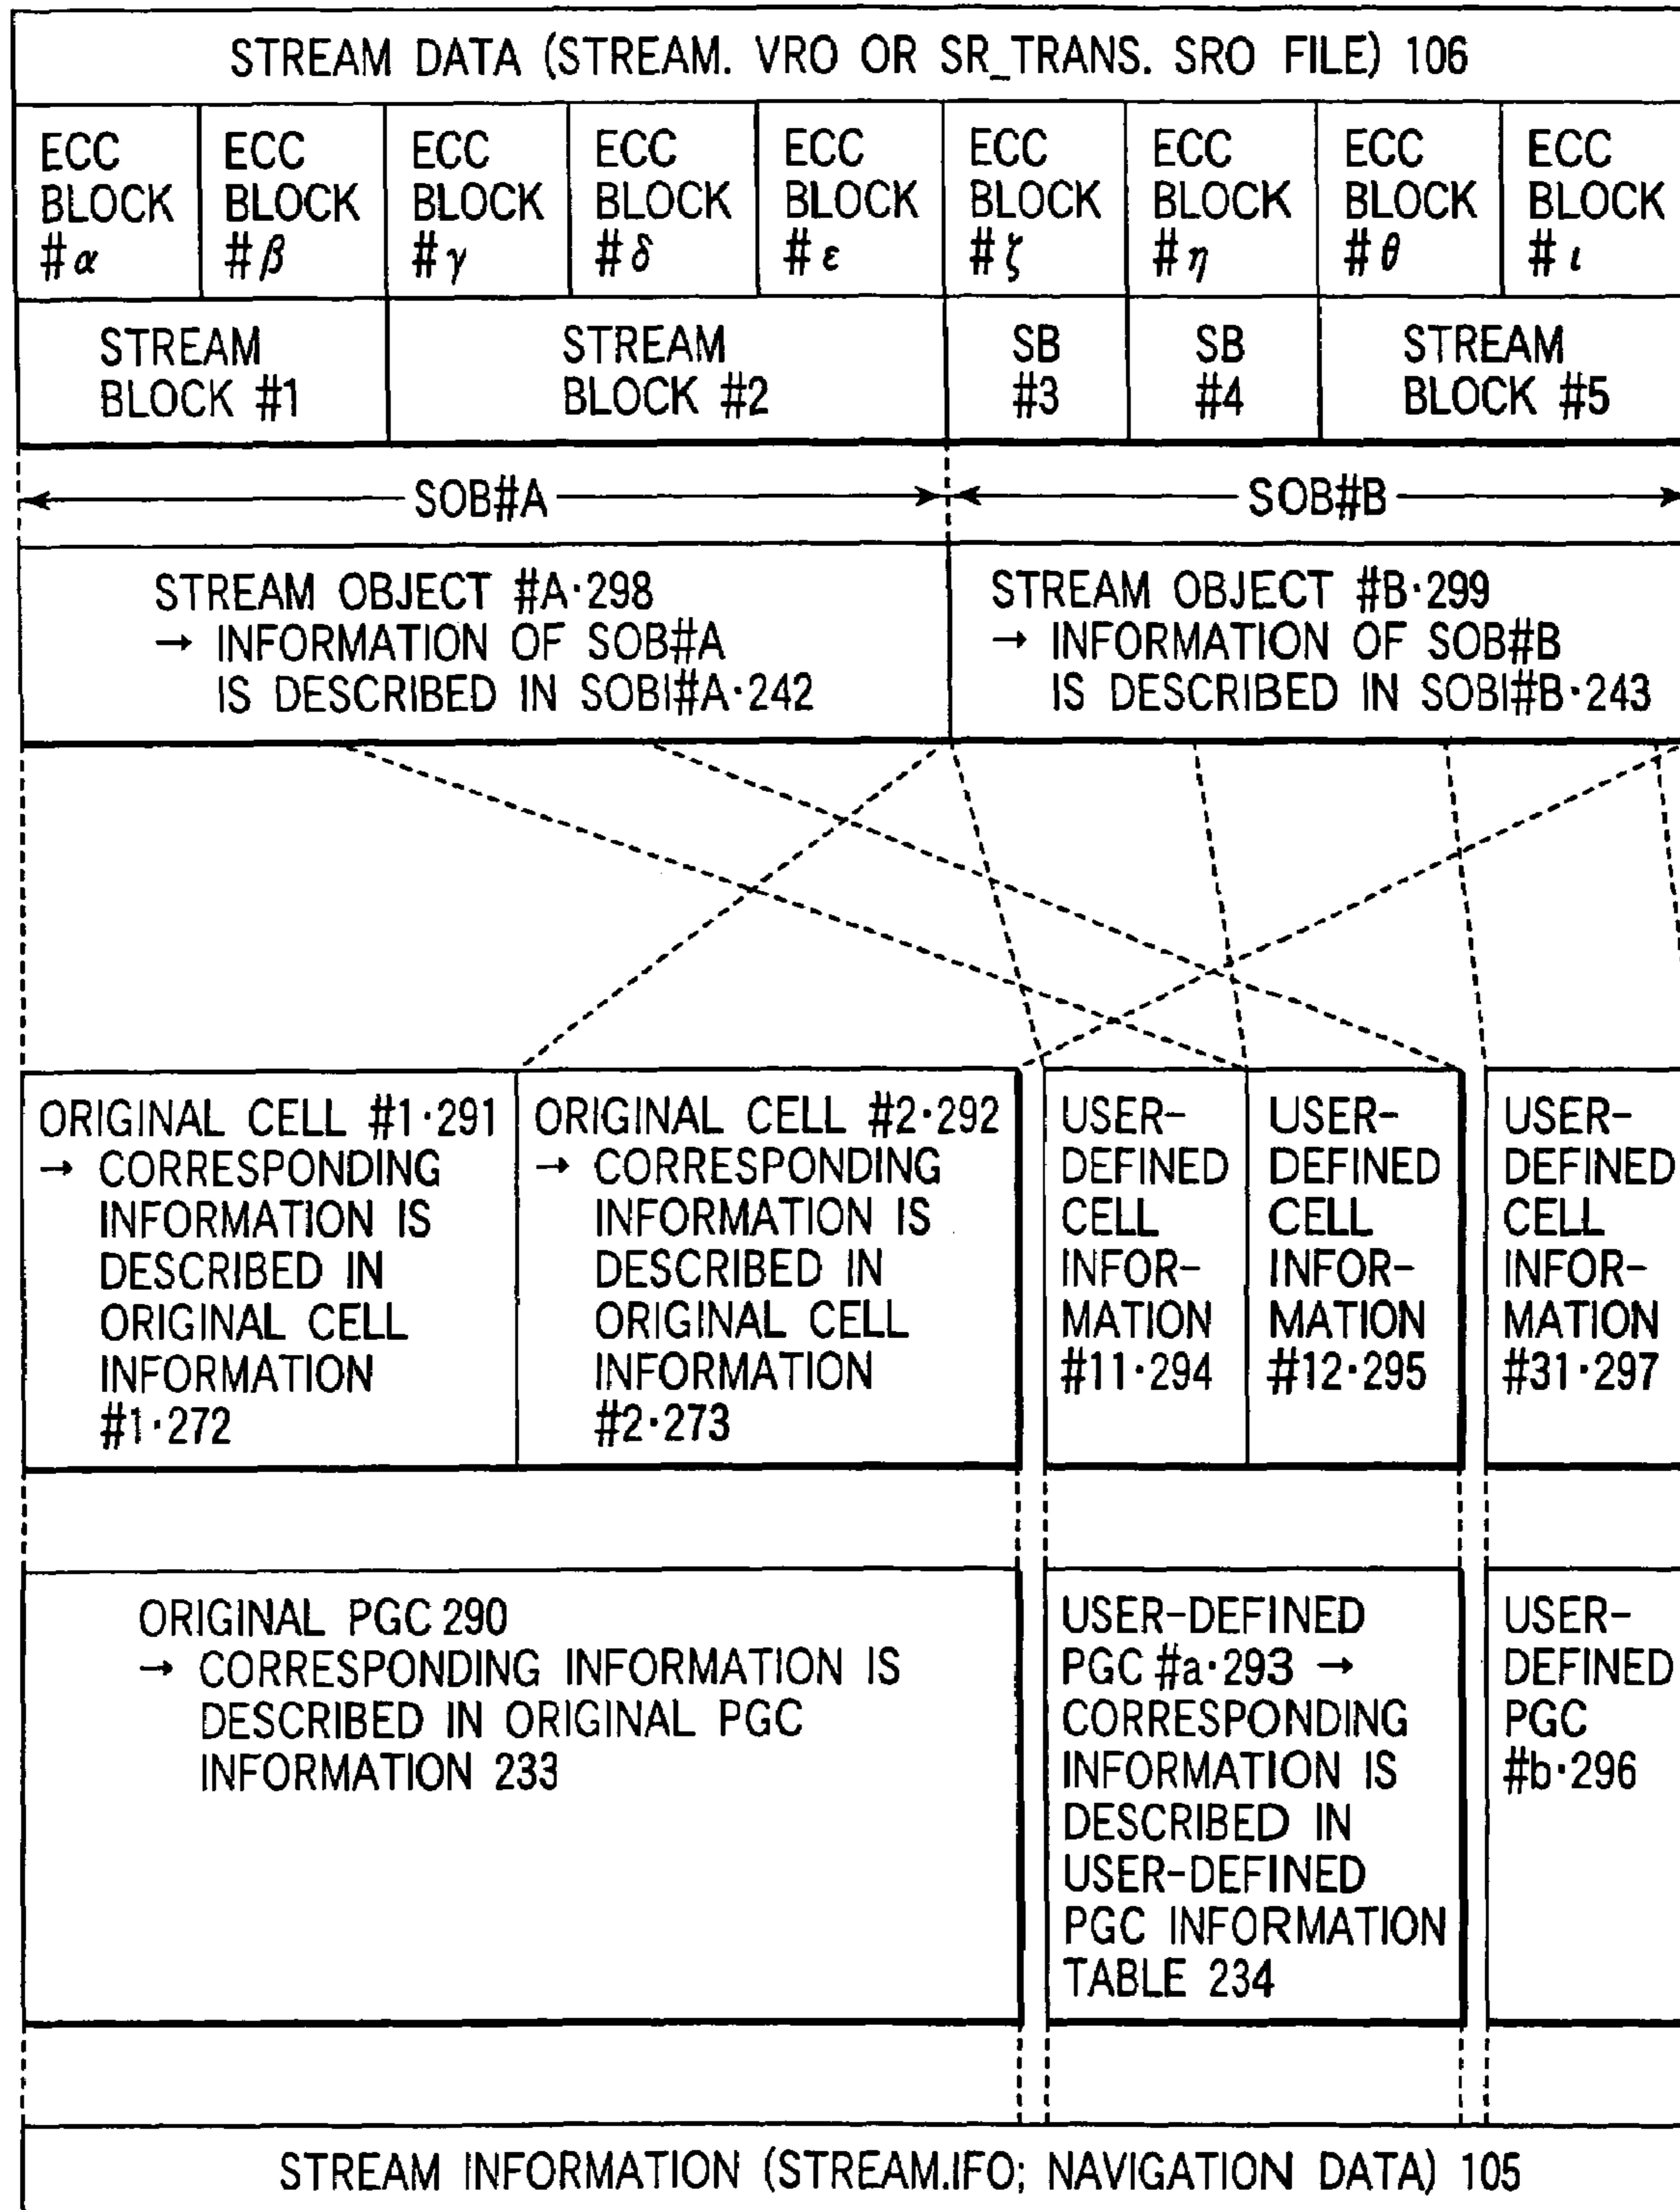 STREAM DATA (STREAM. VRO OR SR_TRANS. SRO FILE) 106
ECC
BLOCK
#α
ECC
BLOCK
#β
ECC
BLOCK
#γ
ECC
BLOCK
#δ
ECC
BLOCK
#ε
ECC
BLOCK
#ζ
ECC
BLOCK
#η
ECC
BLOCK
#θ
ECC
BLOCK
#ι
STREAM
BLOCK #1
STREAM
BLOCK #2
SB
#3
SB
#4
STREAM
BLOCK #5
SOB#A
SOB#B
STREAM OBJECT #A·298
→ INFORMATION OF SOB#A
IS DESCRIBED IN SOBI#A·242
STREAM OBJECT #B·299
→ INFORMATION OF SOB#B
IS DESCRIBED IN SOBI#B·243
ORIGINAL CELL #1·291
→ CORRESPONDING
INFORMATION IS
DESCRIBED IN
ORIGINAL CELL
INFORMATION
#1·272
ORIGINAL CELL #2·292
→ CORRESPONDING
INFORMATION IS
DESCRIBED IN
ORIGINAL CELL
INFORMATION
#2·273
USER-
DEFINED
CELL
INFOR-
MATION
#11·294
USER-
DEFINED
CELL
INFOR-
MATION
#12·295
USER-
DEFINED
CELL
INFOR-
MATION
#31·297
ORIGINAL PGC 290
→ CORRESPONDING INFORMATION IS
DESCRIBED IN ORIGINAL PGC
INFORMATION 233
USER-DEFINED
PGC #a·293 →
CORRESPONDING
INFORMATION IS
DESCRIBED IN
USER-DEFINED
PGC INFORMATION
TABLE 234
USER-
DEFINED
PGC
#b·296
STREAM INFORMATION (STREAM.IFO; NAVIGATION DATA) 105